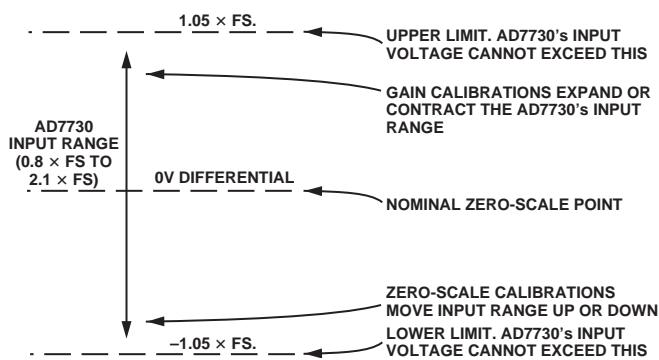 1.05 × FS.
UPPER LIMIT. AD7730's INPUT
VOLTAGE CANNOT EXCEED THIS
GAIN CALIBRATIONS EXPAND OR
CONTRACT THE AD7730's INPUT
RANGE
AD7730
INPUT RANGE
(0.8 × FS TO
2.1 × FS)
0V DIFFERENTIAL
NOMINAL ZERO-SCALE POINT
ZERO-SCALE CALIBRATIONS
MOVE INPUT RANGE UP OR DOWN
–1.05 × FS.
LOWER LIMIT. AD7730's INPUT
VOLTAGE CANNOT EXCEED THIS